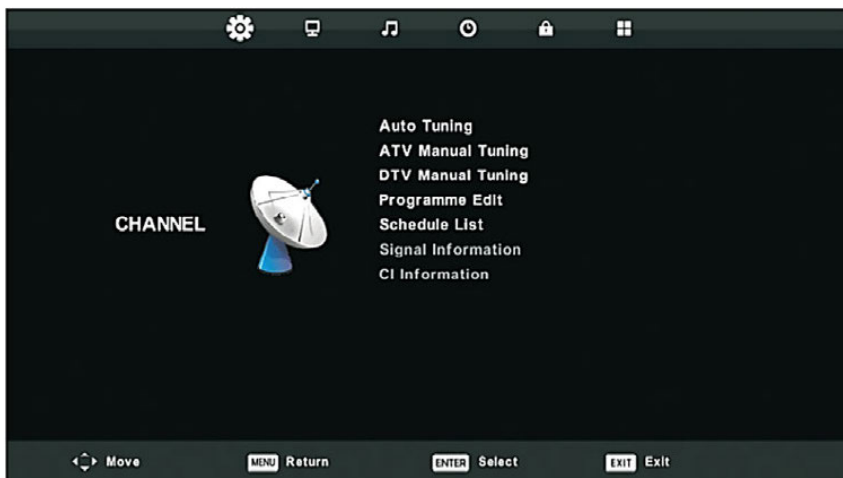 Auto Tuning
ATV Manual Tuning
DTV Manual Tuning
Programme Edit
CHANNEL
Schedule List
Signal Information
CI Information
Move
MENU Return
ENTER Select
EXIT Exit